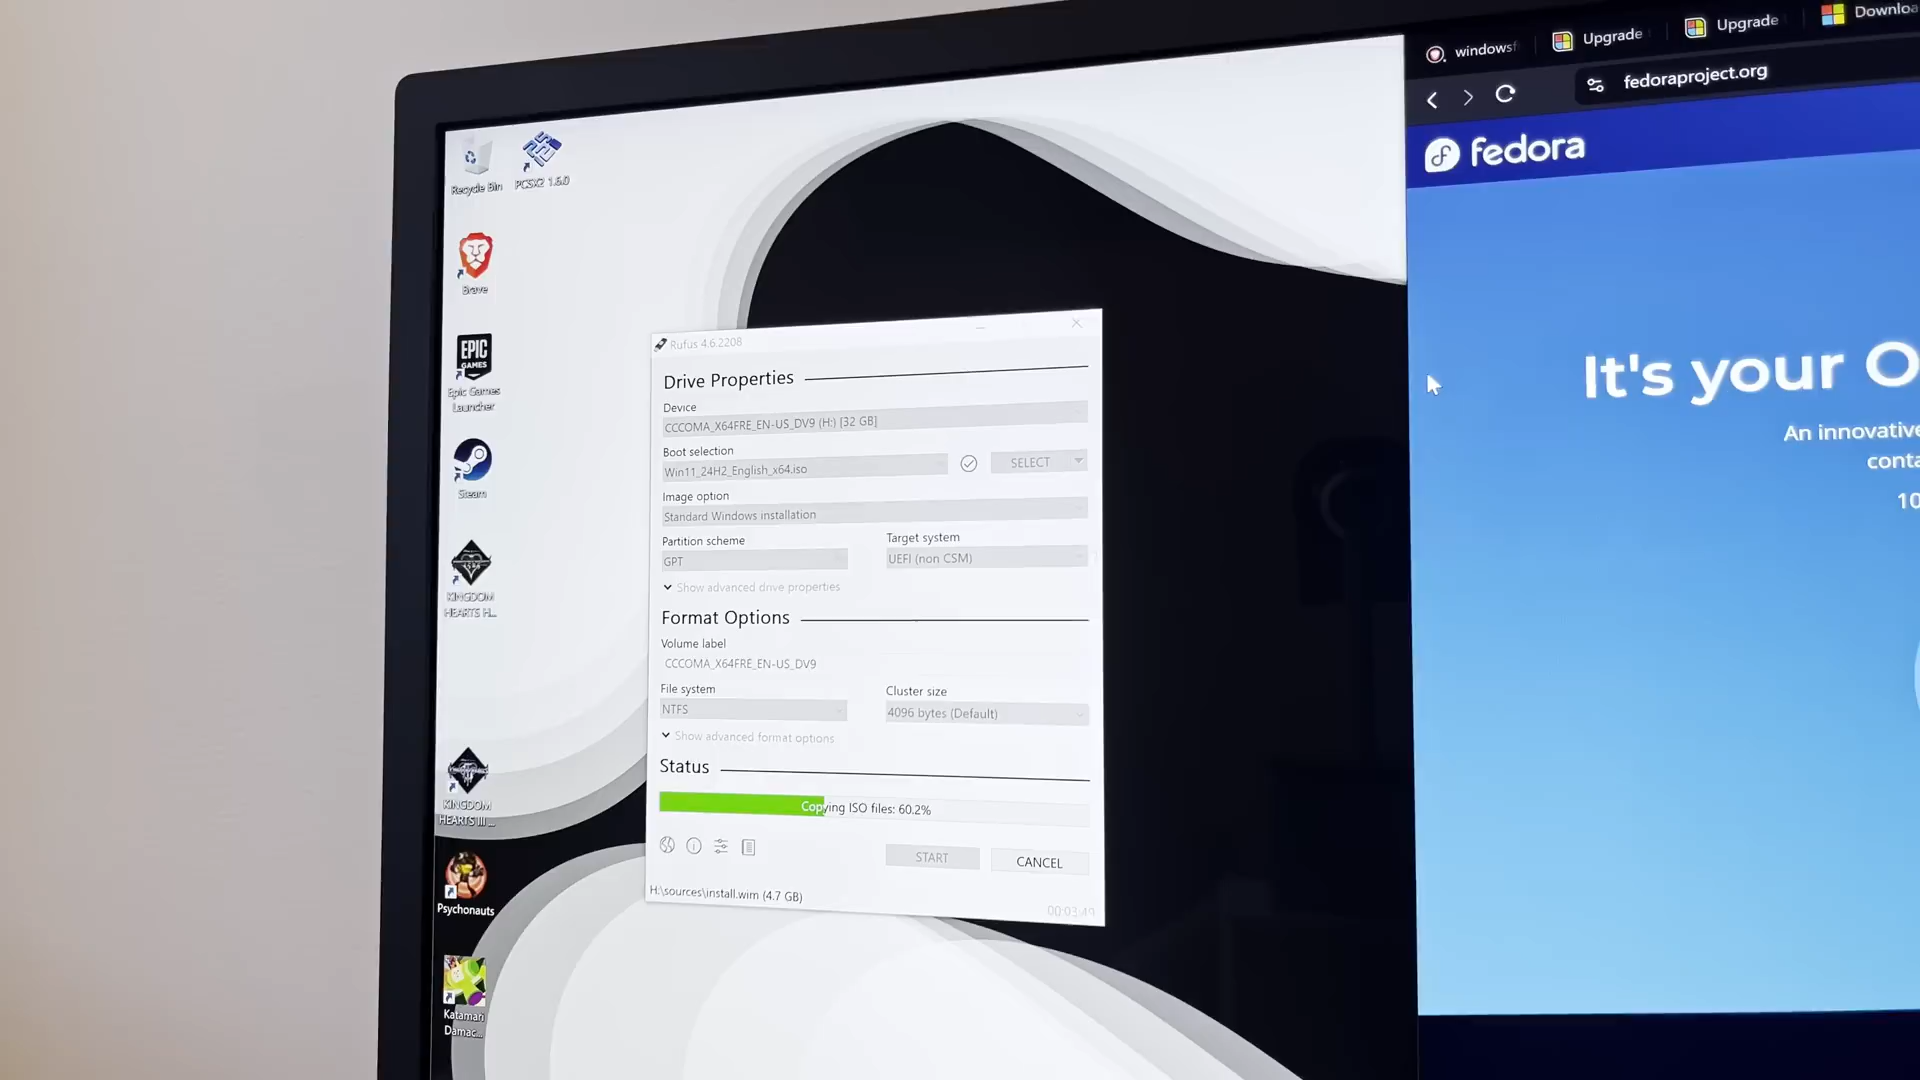 Recycle Bin
PCSX2 1.6.0
Brave
EPIC
GAMES
Epic Games
Launcher
Steam
KINGDOM
HEARTS H...
KINGDOM
HEARTS III ...
Psychonauts
Katamari
Damac...
Rufus 4.6.2208
Drive Properties
Device
CCCOMA_X64FRE_EN-US_DV9 (H:) [32 GB]
Boot selection
Win11_24H2_English_x64.iso
SELECT
Image option
Standard Windows installation
Partition scheme
Target system
GPT
UEFI (non CSM)
Show advanced drive properties
Format Options
Volume label
CCCOMA_X64FRE_EN-US_DV9
File system
Cluster size
NTFS
4096 bytes (Default)
Show advanced format options
Status
Copying ISO files: 60.2%
START
CANCEL
H:\sources\install.wim (4.7 GB)
00:03:49
windowsf
Upgrade
Upgrade
Downloa
fedoraproject.org
fedora
It's your O
An innovative
conta
10